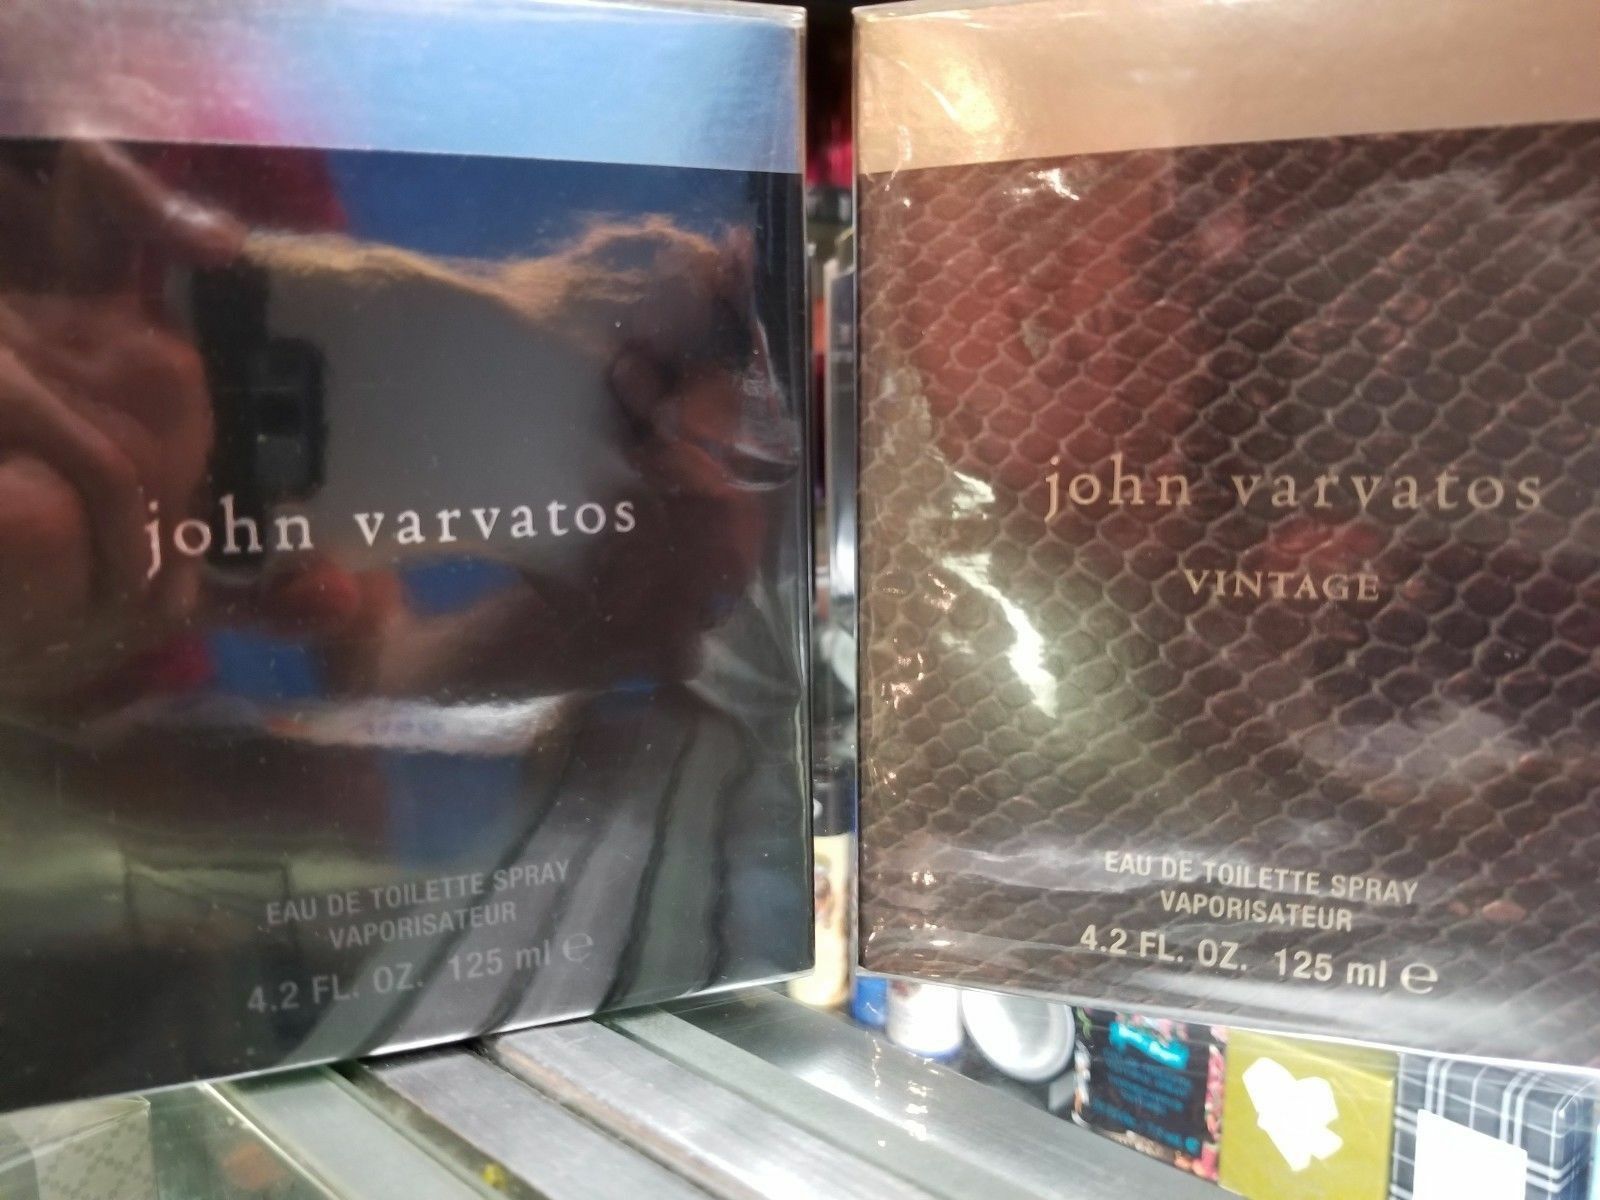 john varvatos
EAU DE TOILETTE SPRAY
VAPORISATEUR
4.2 FL. OZ. 125 ml ℮
john varvatos
VINTAGE
EAU DE TOILETTE SPRAY
VAPORISATEUR
4.2 FL. OZ. 125 ml ℮